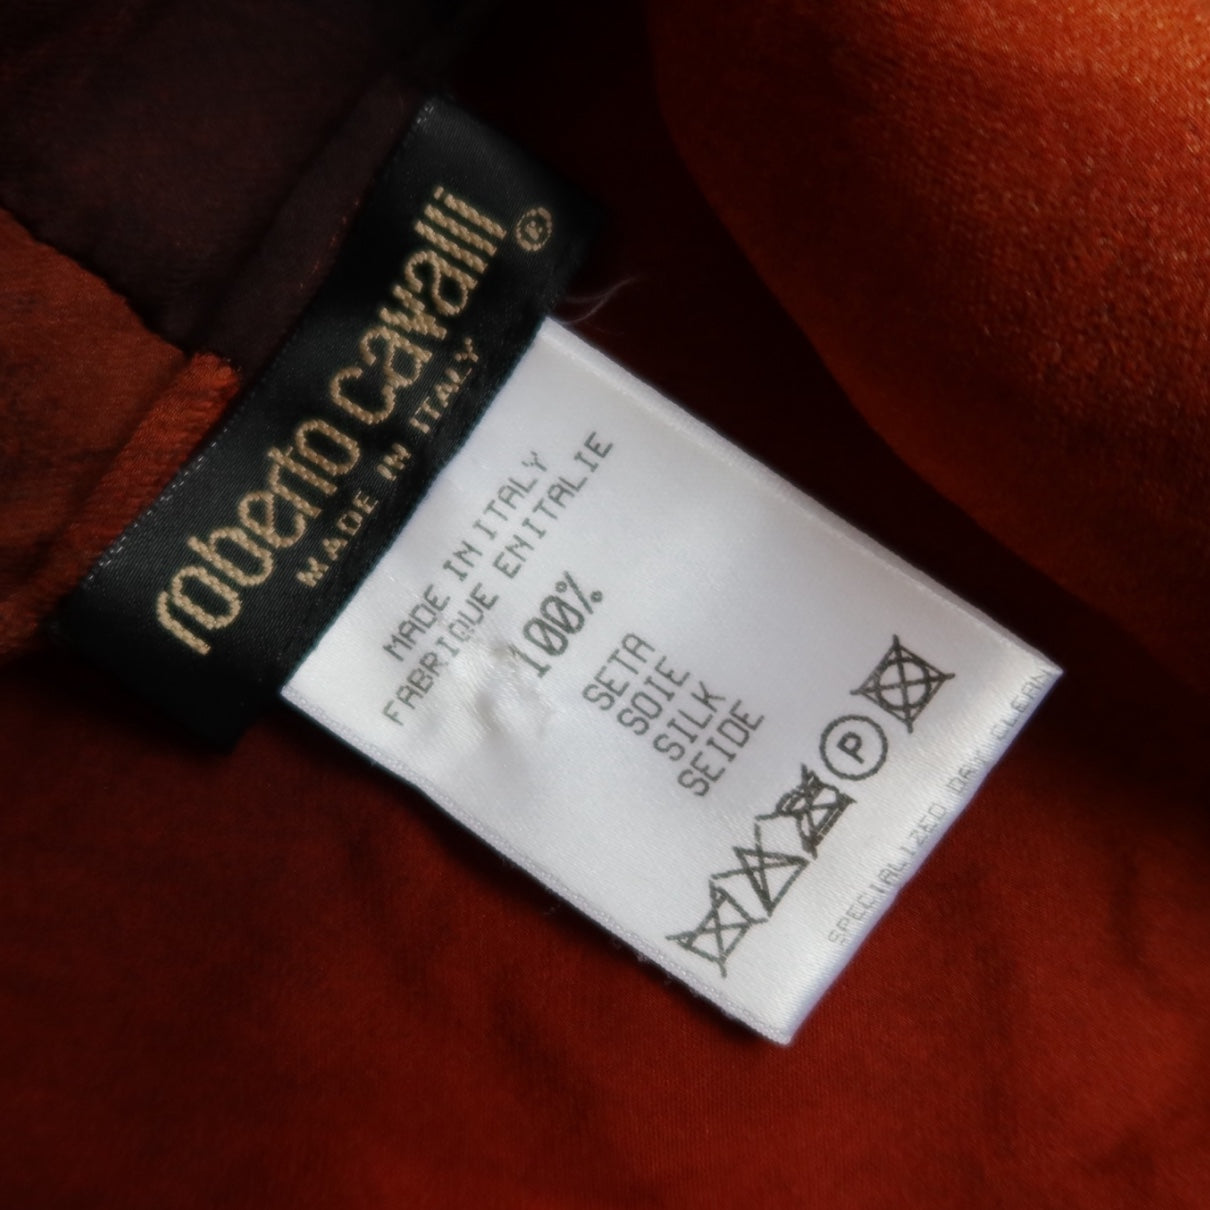 roberto cavalli ®
MADE IN ITALY
MADE IN ITALY
FABRIQUE EN ITALIE
100%
SETA
SOIE
SILK
SEIDE
P
SPECIALIZED DRY CLEAN